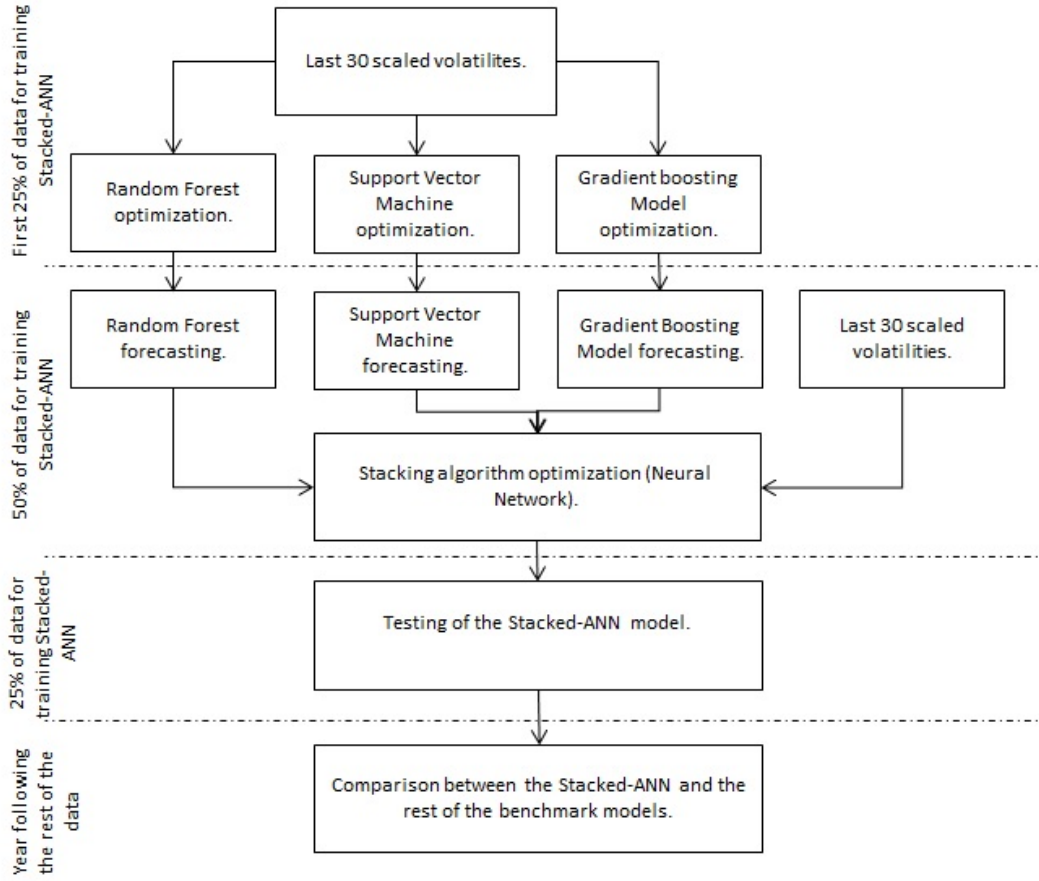 First 25% of data for training
Stacked-ANN
Last 30 scaled volatilites.
Random Forest
optimization.
Support Vector
Machine
optimization.
Gradient boosting
Model
optimization.
50% of data for training
Stacked-ANN
Random Forest
forecasting.
Support Vector
Machine
forecasting.
Gradient Boosting
Model forecasting.
Last 30 scaled
volatilities.
Stacking algorithm optimization (Neural
Network).
25% of data for
training Stacked-
ANN
Testing of the Stacked-ANN model.
Year following
the rest of the
data
Comparison between the Stacked-ANN and the
rest of the benchmark models.